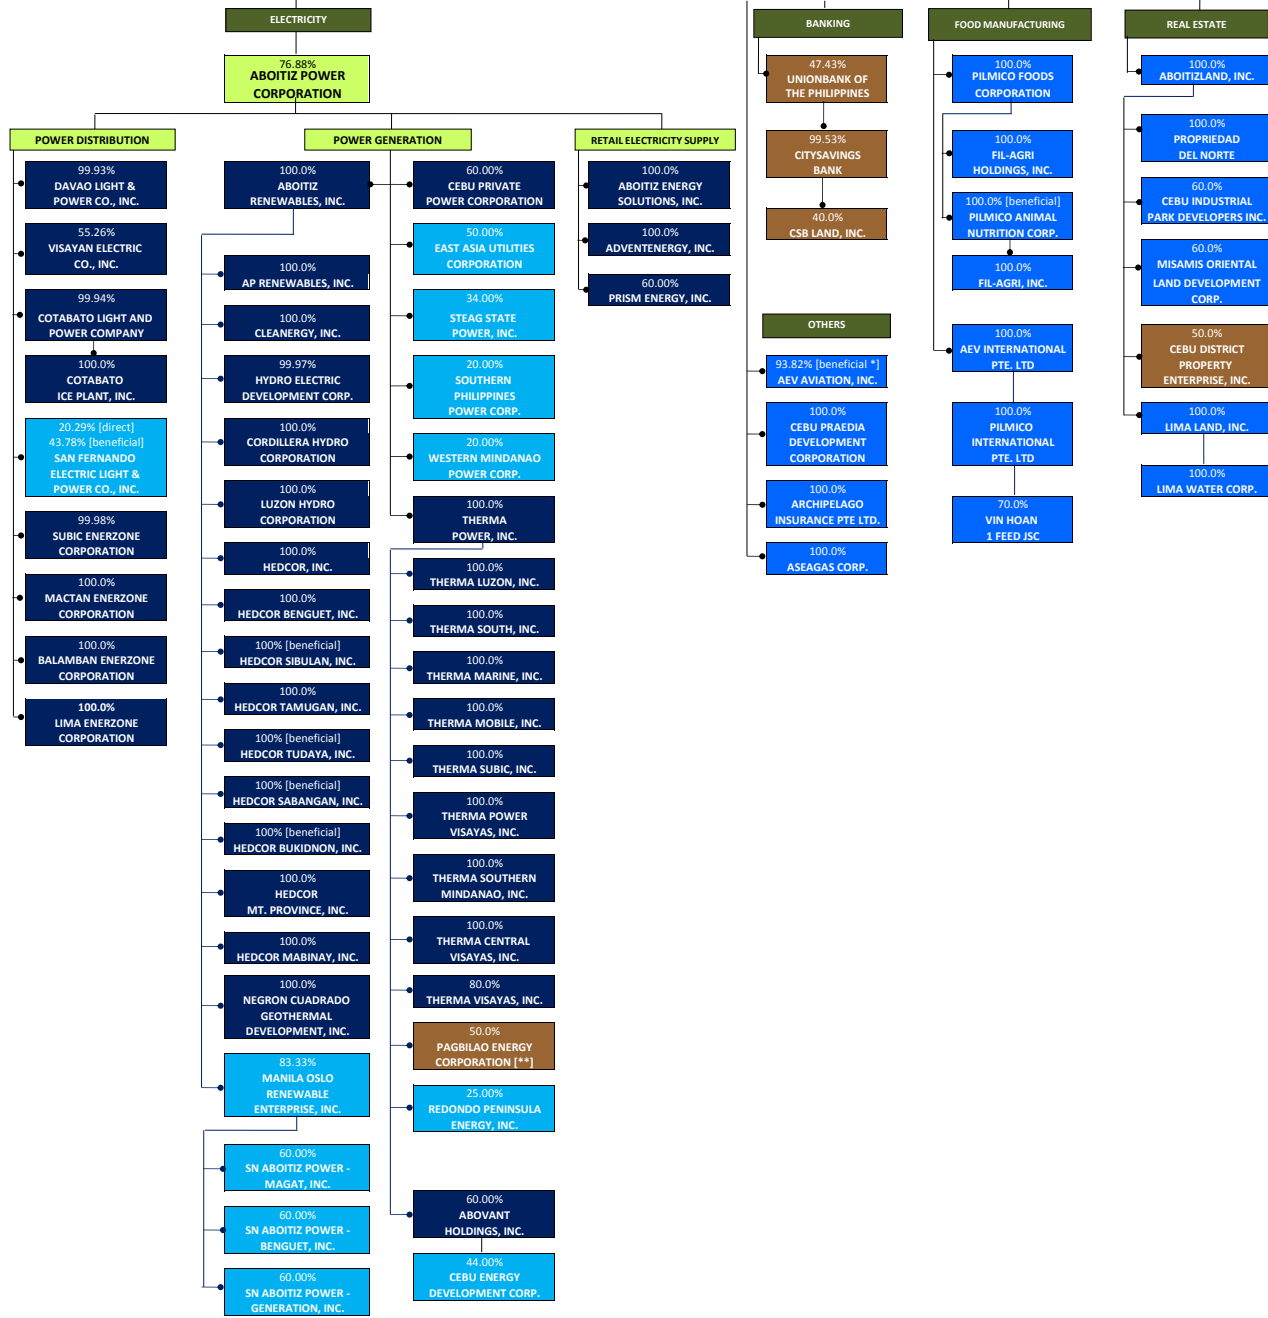 ELECTRICITY
76.88%
ABOITIZ POWER
CORPORATION
POWER DISTRIBUTION
99.93%
DAVAO LIGHT &
POWER CO., INC.
55.26%
VISAYAN ELECTRIC
CO., INC.
99.94%
COTABATO LIGHT AND
POWER COMPANY
100.0%
COTABATO
ICE PLANT, INC.
20.29% [direct]
43.78% [beneficial]
SAN FERNANDO
ELECTRIC LIGHT &
POWER CO., INC.
99.98%
SUBIC ENERZONE
CORPORATION
100.0%
MACTAN ENERZONE
CORPORATION
100.0%
BALAMBAN ENERZONE
CORPORATION
100.0%
LIMA ENERZONE
CORPORATION
POWER GENERATION
100.0%
ABOITIZ
RENEWABLES, INC.
100.0%
AP RENEWABLES, INC.
100.0%
CLEANERGY, INC.
99.97%
HYDRO ELECTRIC
DEVELOPMENT CORP.
100.0%
CORDILLERA HYDRO
CORPORATION
100.0%
LUZON HYDRO
CORPORATION
100.0%
HEDCOR, INC.
100.0%
HEDCOR BENGUET, INC.
100% [beneficial]
HEDCOR SIBULAN, INC.
100.0%
HEDCOR TAMUGAN, INC.
100% [beneficial]
HEDCOR TUDAYA, INC.
100% [beneficial]
HEDCOR SABANGAN, INC.
100% [beneficial]
HEDCOR BUKIDNON, INC.
100.0%
HEDCOR
MT. PROVINCE, INC.
100.0%
HEDCOR MABINAY, INC.
100.0%
NEGRON CUADRADO
GEOTHERMAL
DEVELOPMENT, INC.
83.33%
MANILA OSLO
RENEWABLE
ENTERPRISE, INC.
60.00%
SN ABOITIZ POWER -
MAGAT, INC.
60.00%
SN ABOITIZ POWER -
BENGUET, INC.
60.00%
SN ABOITIZ POWER -
GENERATION, INC.
60.00%
CEBU PRIVATE
POWER CORPORATION
50.00%
EAST ASIA UTILITIES
CORPORATION
34.00%
STEAG STATE
POWER, INC.
20.00%
SOUTHERN
PHILIPPINES
POWER CORP.
20.00%
WESTERN MINDANAO
POWER CORP.
100.0%
THERMA
POWER, INC.
100.0%
THERMA LUZON, INC.
100.0%
THERMA SOUTH, INC.
100.0%
THERMA MARINE, INC.
100.0%
THERMA MOBILE, INC.
100.0%
THERMA SUBIC, INC.
100.0%
THERMA POWER
VISAYAS, INC.
100.0%
THERMA SOUTHERN
MINDANAO, INC.
100.0%
THERMA CENTRAL
VISAYAS, INC.
80.0%
THERMA VISAYAS, INC.
50.0%
PAGBILAO ENERGY
CORPORATION [**]
25.00%
REDONDO PENINSULA
ENERGY, INC.
60.00%
ABOVANT
HOLDINGS, INC.
44.00%
CEBU ENERGY
DEVELOPMENT CORP.
RETAIL ELECTRICITY SUPPLY
100.0%
ABOITIZ ENERGY
SOLUTIONS, INC.
100.0%
ADVENTENERGY, INC.
60.00%
PRISM ENERGY, INC.
BANKING
47.43%
UNIONBANK OF
THE PHILIPPINES
99.53%
CITYSAVINGS
BANK
40.0%
CSB LAND, INC.
OTHERS
93.82% [beneficial *]
AEV AVIATION, INC.
100.0%
CEBU PRAEDIA
DEVELOPMENT
CORPORATION
100.0%
ARCHIPELAGO
INSURANCE PTE LTD.
100.0%
ASEAGAS CORP.
FOOD MANUFACTURING
100.0%
PILMICO FOODS
CORPORATION
100.0%
FIL-AGRI
HOLDINGS, INC.
100.0% [beneficial]
PILMICO ANIMAL
NUTRITION CORP.
100.0%
FIL-AGRI, INC.
100.0%
AEV INTERNATIONAL
PTE. LTD
100.0%
PILMICO
INTERNATIONAL
PTE. LTD
70.0%
VIN HOAN
1 FEED JSC
REAL ESTATE
100.0%
ABOITIZLAND, INC.
100.0%
PROPRIEDAD
DEL NORTE
60.0%
CEBU INDUSTRIAL
PARK DEVELOPERS INC.
60.0%
MISAMIS ORIENTAL
LAND DEVELOPMENT
CORP.
50.0%
CEBU DISTRICT
PROPERTY
ENTERPRISE, INC.
100.0%
LIMA LAND, INC.
100.0%
LIMA WATER CORP.